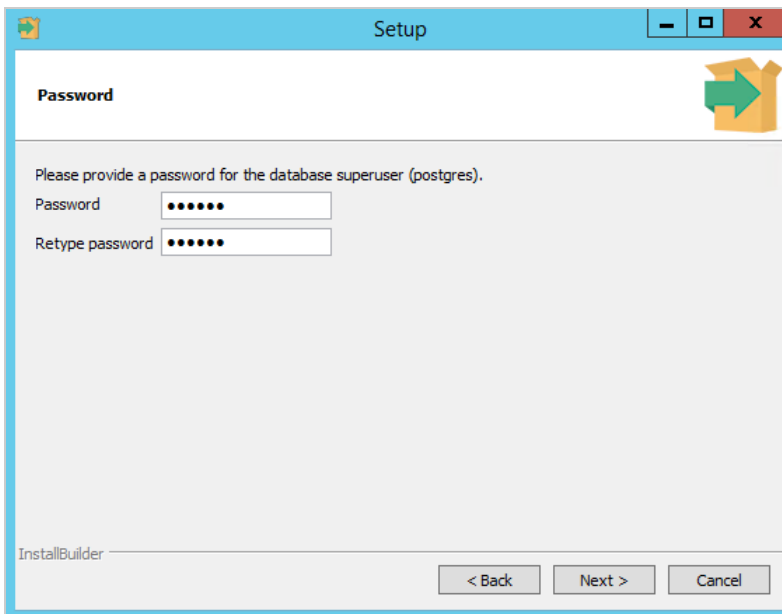 Setup
Password
Please provide a password for the database superuser (postgres).
Password ••••••
Retype password ••••••
InstallBuilder
< Back Next > Cancel